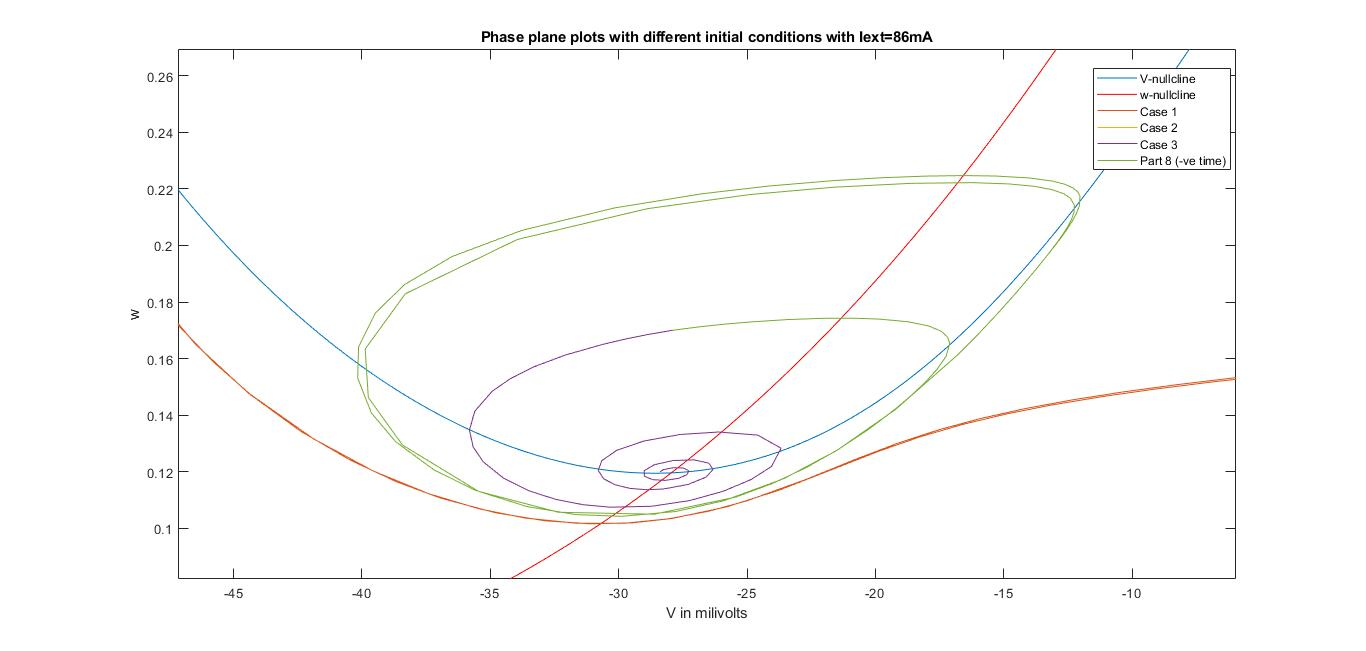 Phase plane plots with different initial conditions with Iext=86mA
0.26
0.24
0.22
0.2
0.18
0.16
0.14
0.12
0.1
w
-45
-40
-35
-30
-25
-20
-15
-10
V in milivolts
V-nullcline
w-nullcline
Case 1
Case 2
Case 3
Part 8 (-ve time)